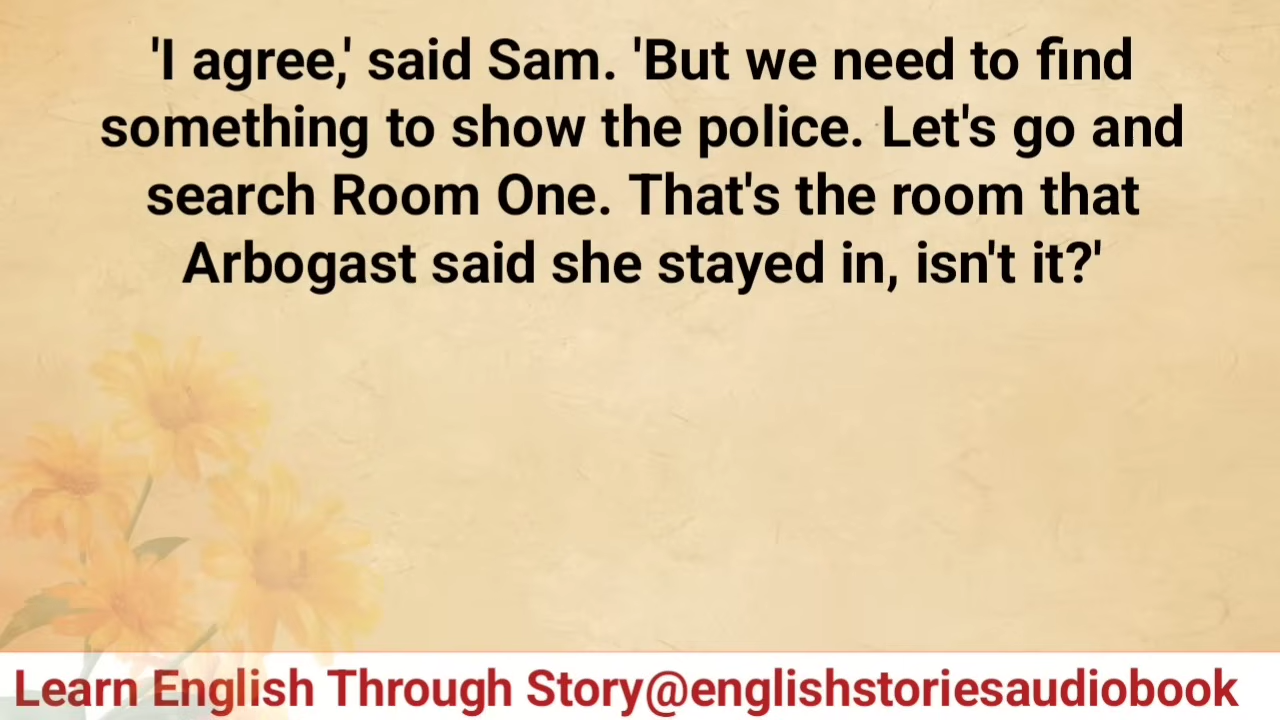 'I agree,' said Sam. 'But we need to find
something to show the police. Let's go and
search Room One. That's the room that
Arbogast said she stayed in, isn't it?'
Learn English Through Story@englishstoriesaudiobook